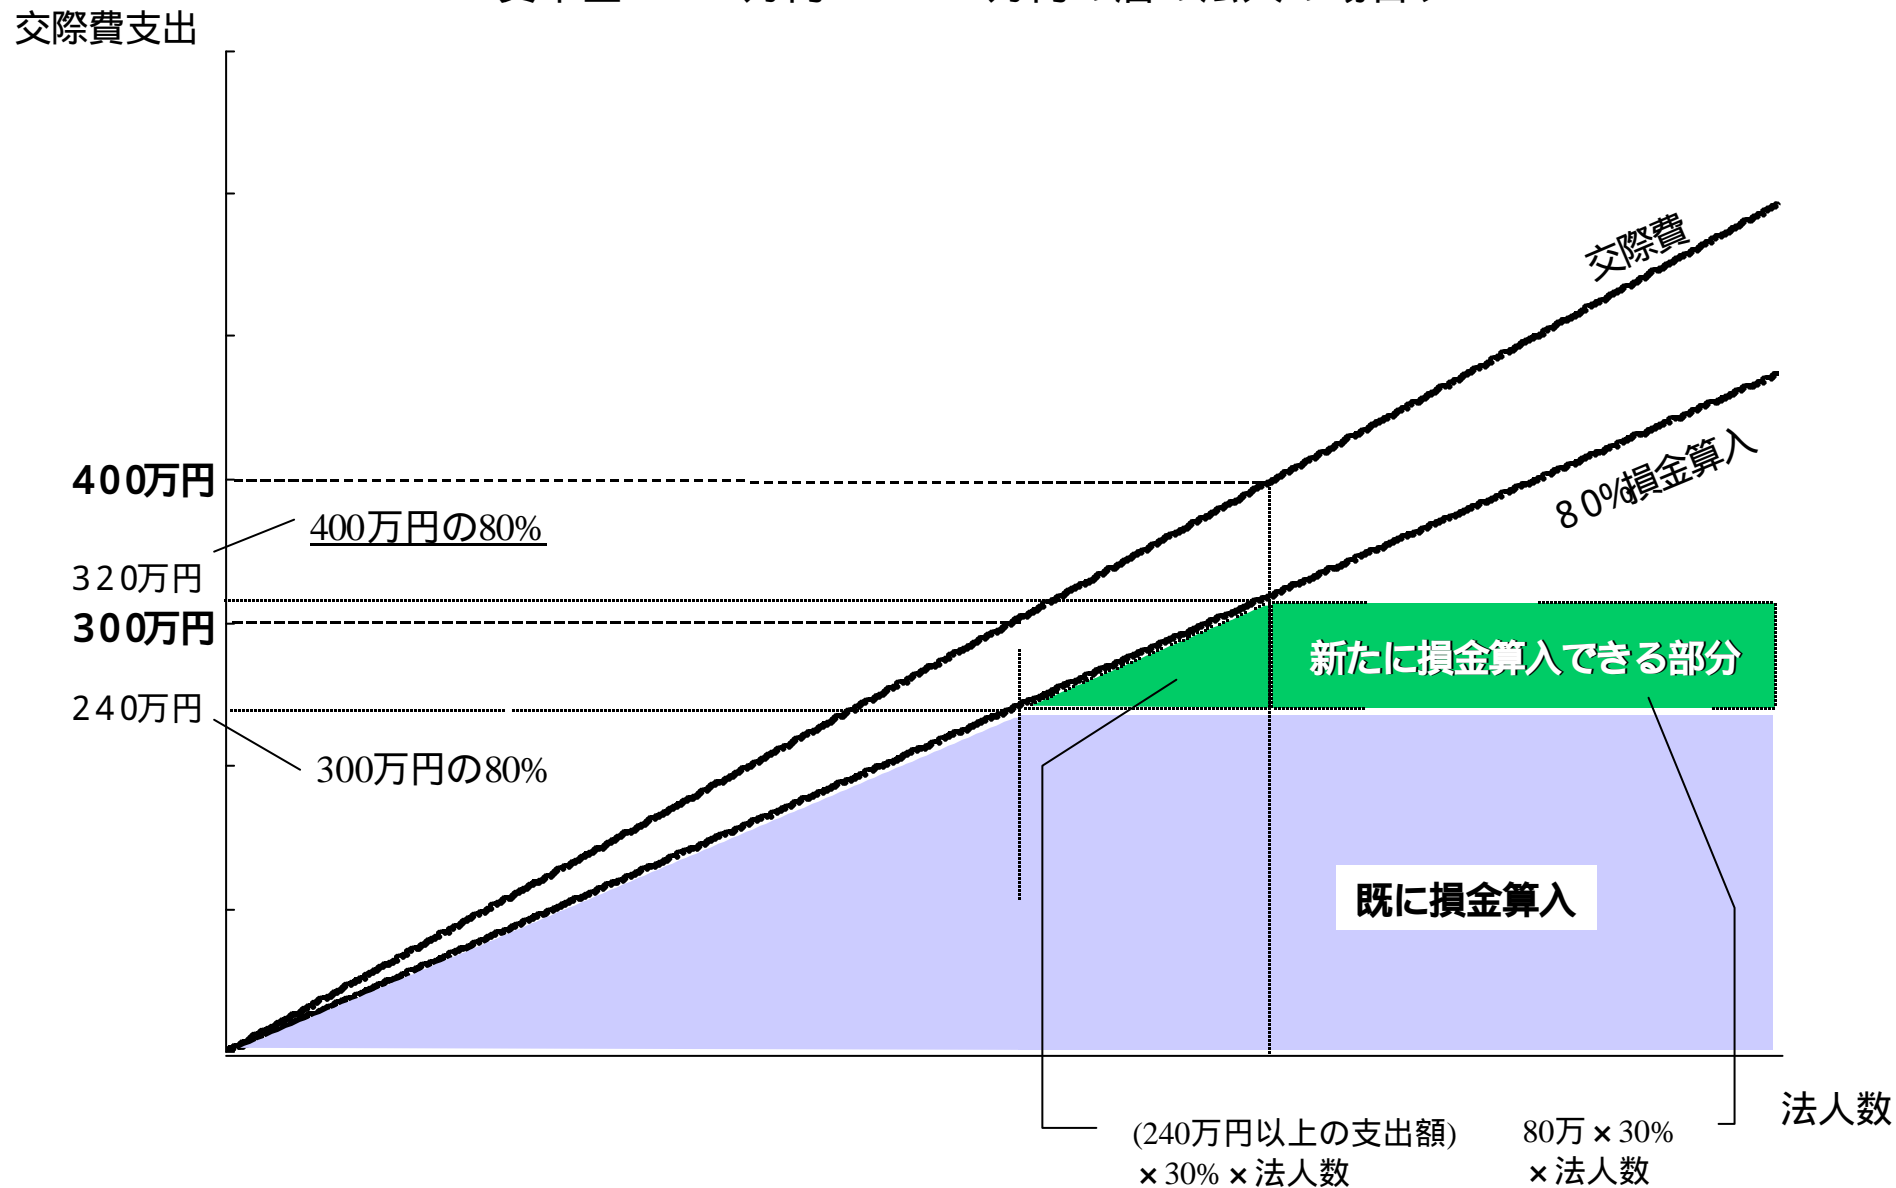 交際費支出
交際費
400万円
80%損金算入
400万円の80%
320万円
300万円
新たに損金算入できる部分
240万円
300万円の80%
既に損金算入
法人数
(240万円以上の支出額)
×30%×法人数
80万×30%
×法人数